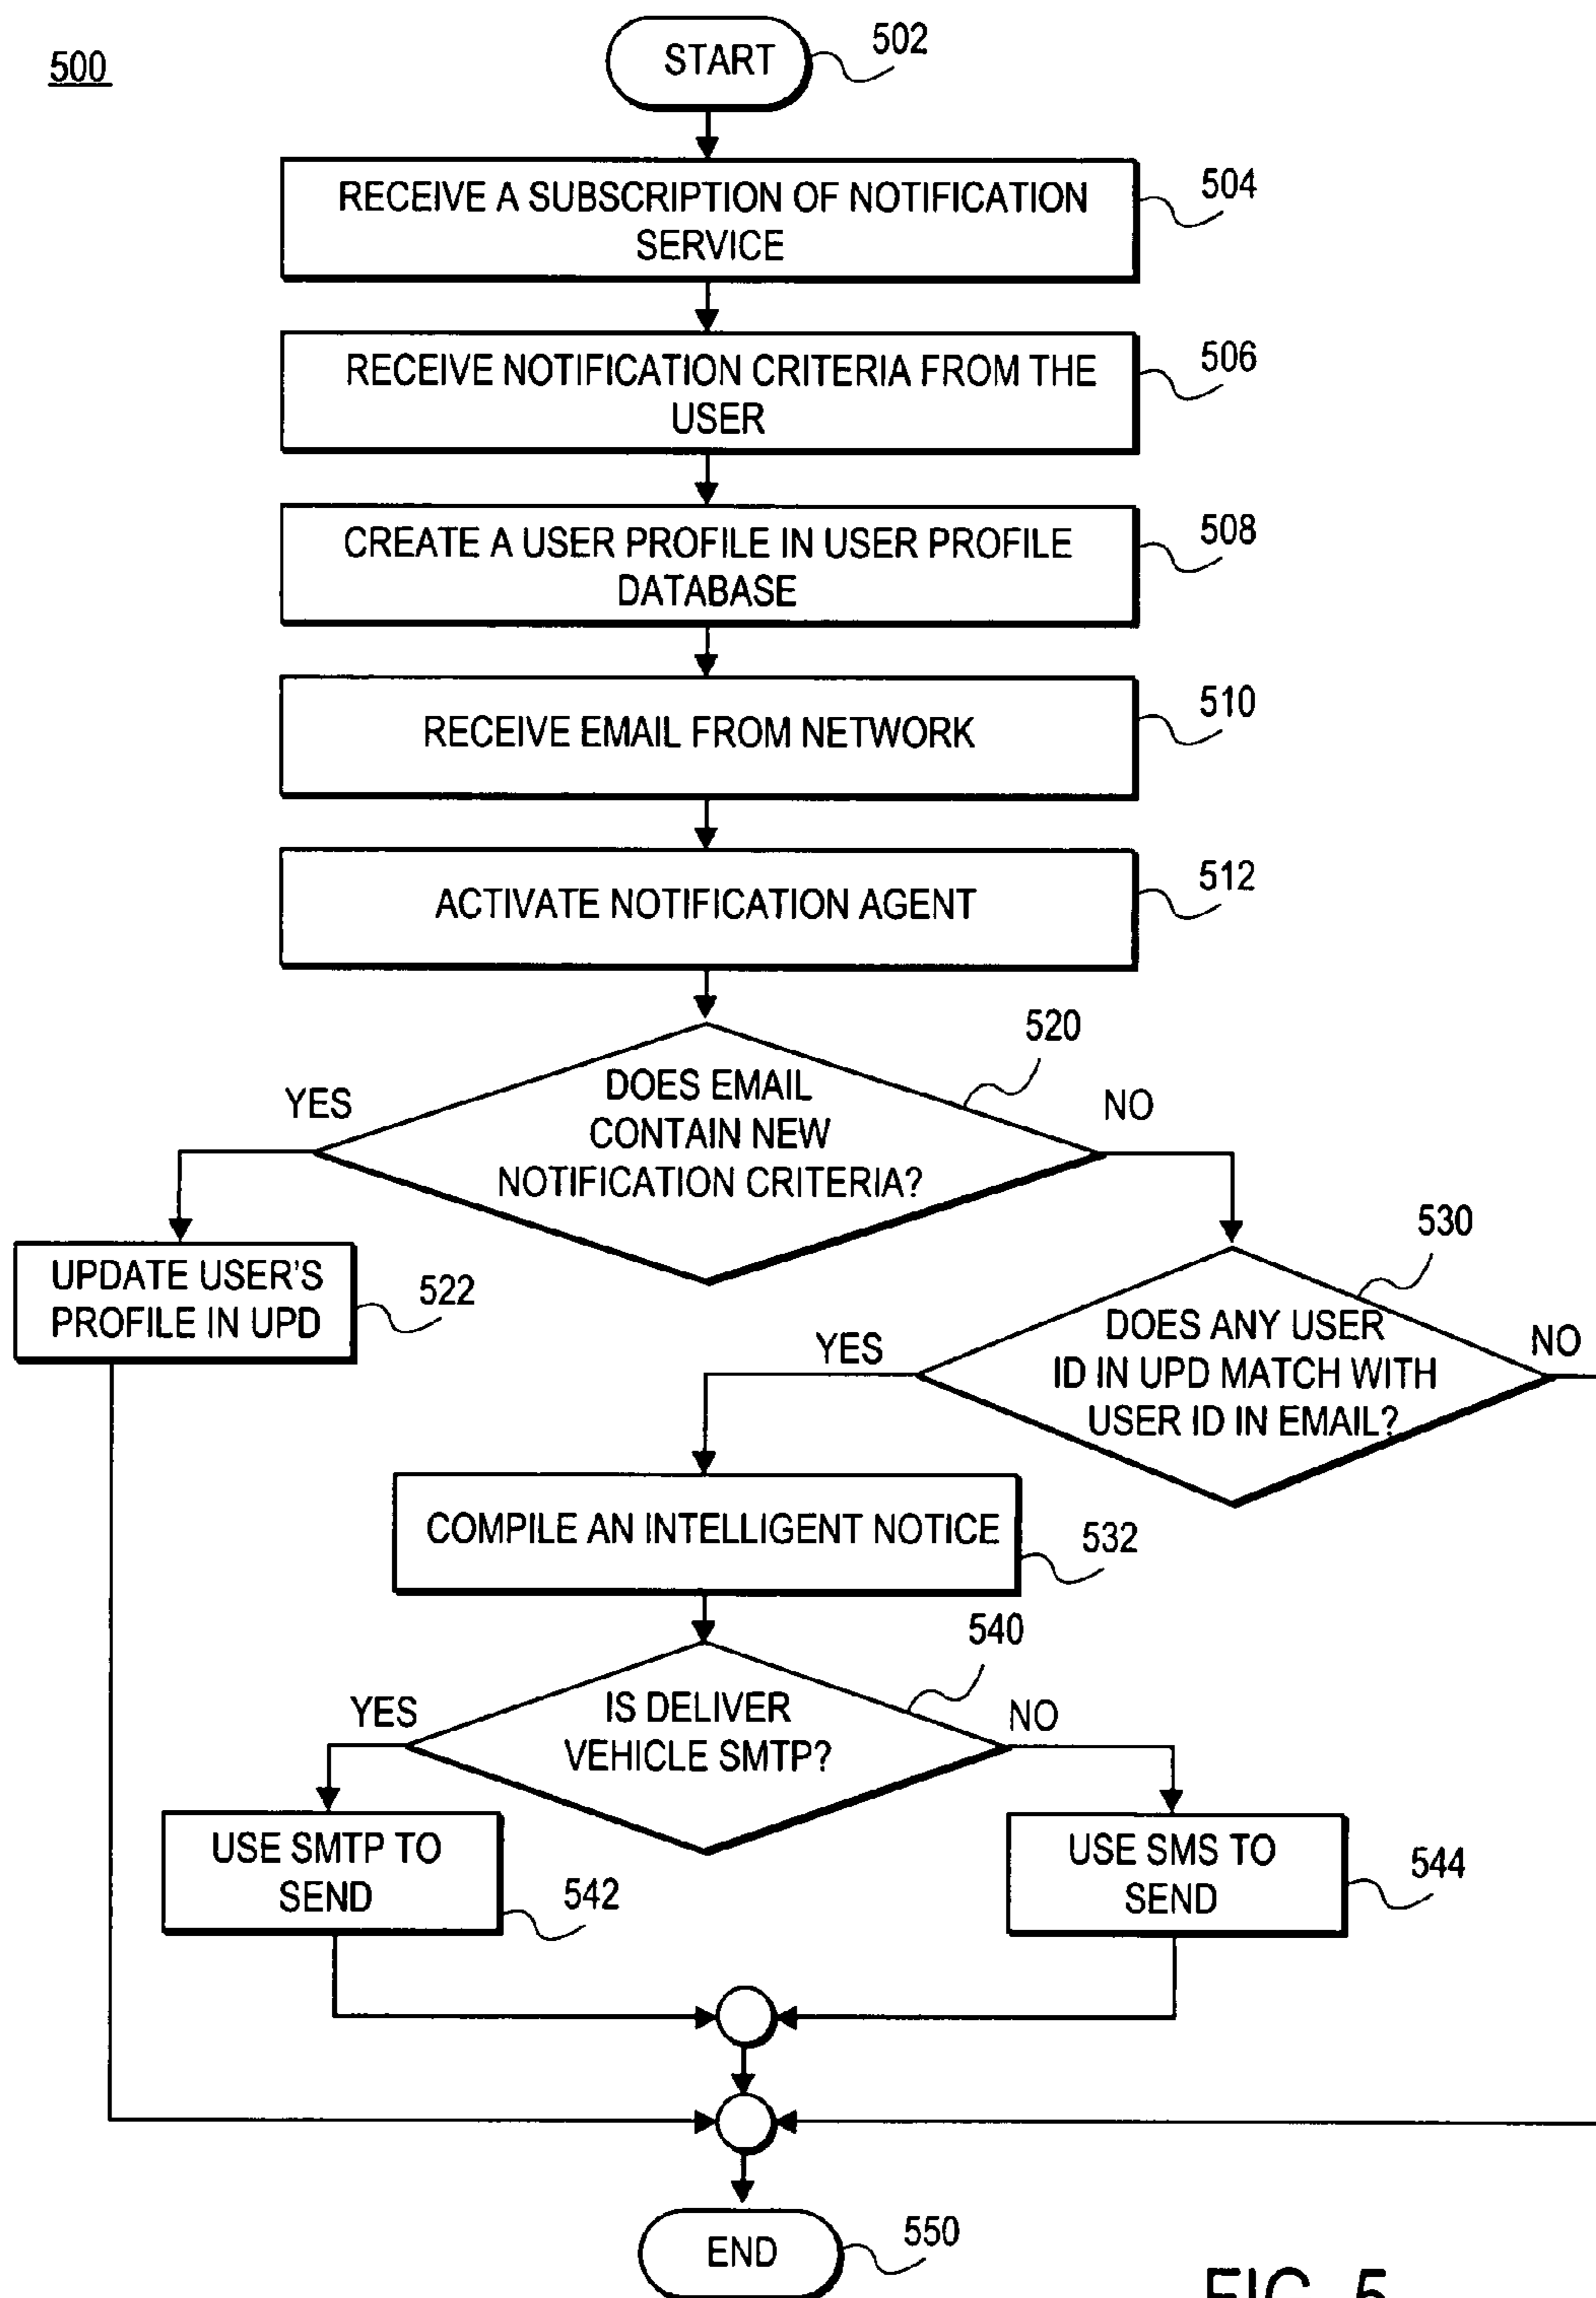 500
START
502
RECEIVE A SUBSCRIPTION OF NOTIFICATION
SERVICE
504
RECEIVE NOTIFICATION CRITERIA FROM THE
USER
506
CREATE A USER PROFILE IN USER PROFILE
DATABASE
508
RECEIVE EMAIL FROM NETWORK
510
ACTIVATE NOTIFICATION AGENT
512
520
YES
DOES EMAIL
CONTAIN NEW
NOTIFICATION CRITERIA?
NO
UPDATE USER'S
PROFILE IN UPD
522
530
YES
DOES ANY USER
ID IN UPD MATCH WITH
USER ID IN EMAIL?
NO
COMPILE AN INTELLIGENT NOTICE
532
540
YES
IS DELIVER
VEHICLE SMTP?
NO
USE SMTP TO
SEND
542
USE SMS TO
SEND
544
END
550
FIG. 5